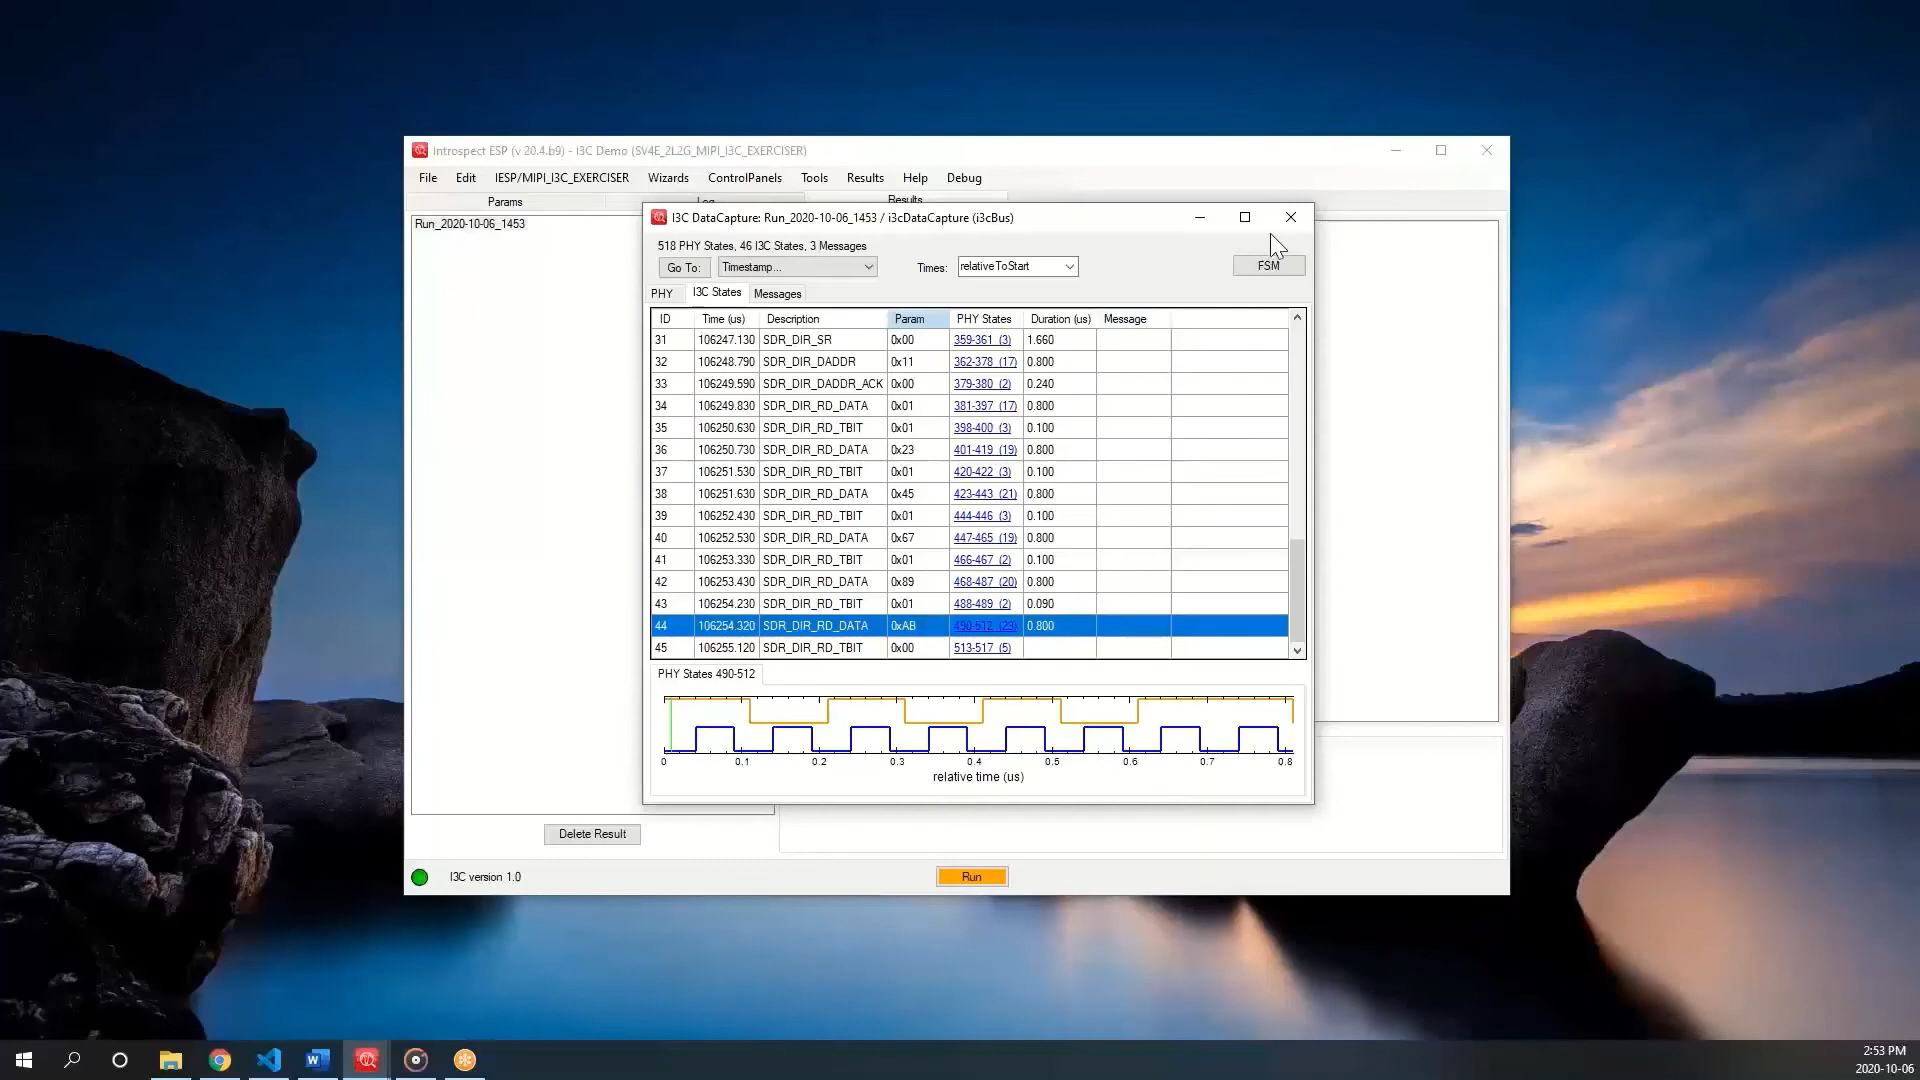 Introspect ESP (v 20.4.b9) - I3C Demo (SV4E_2L2G_MIPI_I3C_EXERCISER)
File Edit IESP/MIPI_I3C_EXERCISER Wizards ControlPanels Tools Results Help Debug
Params Log Results
Run_2020-10-06_1453
I3C DataCapture: Run_2020-10-06_1453 / i3cDataCapture (i3cBus)
518 PHY States, 46 I3C States, 3 Messages
Go To: Timestamp... Times: relativeToStart FSM
PHY I3C States Messages
ID Time (us) Description Param PHY States Duration (us) Message
31 106247.130 SDR_DIR_SR 0x00 359-361 (3) 1.660
32 106248.790 SDR_DIR_DADDR 0x11 362-378 (17) 0.800
33 106249.590 SDR_DIR_DADDR_ACK 0x00 379-380 (2) 0.240
34 106249.830 SDR_DIR_RD_DATA 0x01 381-397 (17) 0.800
35 106250.630 SDR_DIR_RD_TBIT 0x01 398-400 (3) 0.100
36 106250.730 SDR_DIR_RD_DATA 0x23 401-419 (19) 0.800
37 106251.530 SDR_DIR_RD_TBIT 0x01 420-422 (3) 0.100
38 106251.630 SDR_DIR_RD_DATA 0x45 423-443 (21) 0.800
39 106252.430 SDR_DIR_RD_TBIT 0x01 444-446 (3) 0.100
40 106252.530 SDR_DIR_RD_DATA 0x67 447-465 (19) 0.800
41 106253.330 SDR_DIR_RD_TBIT 0x01 466-467 (2) 0.100
42 106253.430 SDR_DIR_RD_DATA 0x89 468-487 (20) 0.800
43 106254.230 SDR_DIR_RD_TBIT 0x01 488-489 (2) 0.090
44 106254.320 SDR_DIR_RD_DATA 0xAB 490-512 (23) 0.800
45 106255.120 SDR_DIR_RD_TBIT 0x00 513-517 (5)
PHY States 490-512
0 0.1 0.2 0.3 0.4 0.5 0.6 0.7 0.8
relative time (us)
Delete Result
I3C version 1.0
Run
2:53 PM
2020-10-06